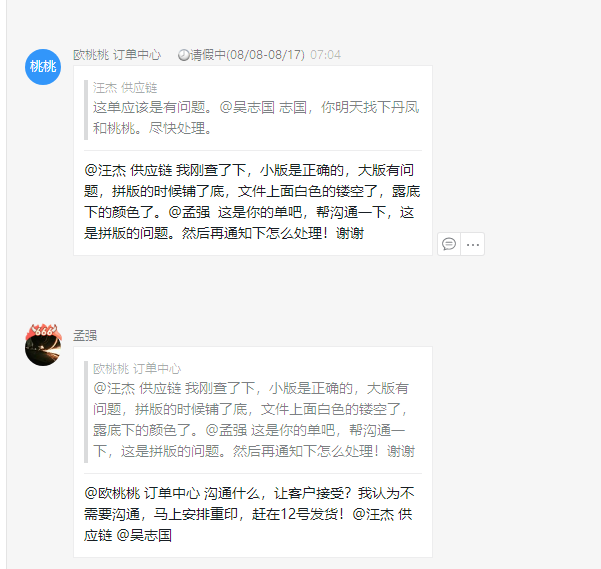 桃桃
欧桃桃 订单中心 请假中(08/08-08/17) 07:04
汪杰 供应链
这单应该是有问题。@吴志国 志国，你明天找下丹凤
和桃桃。尽快处理。
@汪杰 供应链 我刚查了下，小版是正确的，大版有问
题，拼版的时候铺了底，文件上面白色的镂空了，露底
下的颜色了。@孟强 这是你的单吧，帮沟通一下，这
是拼版的问题。然后再通知下怎么处理！谢谢
666
孟强
欧桃桃 订单中心
@汪杰 供应链 我刚查了下，小版是正确的，大版有问
题，拼版的时候铺了底，文件上面白色的镂空了，
露底下的颜色了。@孟强 这是你的单吧，帮沟通一
下，这是拼版的问题。然后再通知下怎么处理！谢谢
@欧桃桃 订单中心 沟通什么，让客户接受？我认为不
需要沟通，马上安排重印，赶在12号发货！@汪杰 供
应链 @吴志国